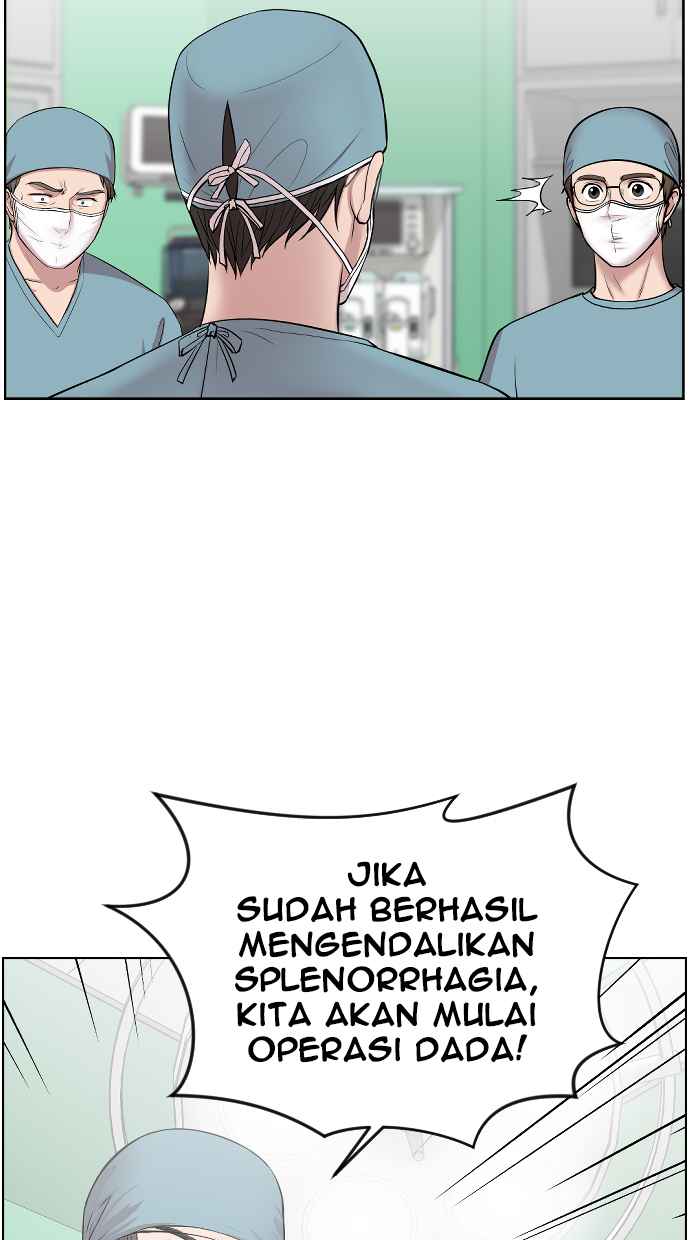 JIKA
SUDAH BERHASIL
MENGENDALIKAN
SPLENORRHAGIA,
KITA AKAN MULAI
OPERASI DADA!